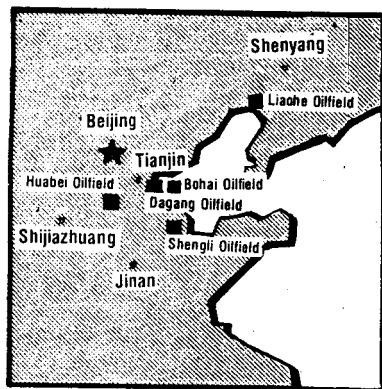 Shenyang
Liaohe Oilfield
Beijing
Tianjin
Huabei Oilfield
Bohai Oilfield
Dagang Oilfield
Shijiazhuang
Shengli Oilfield
Jinan